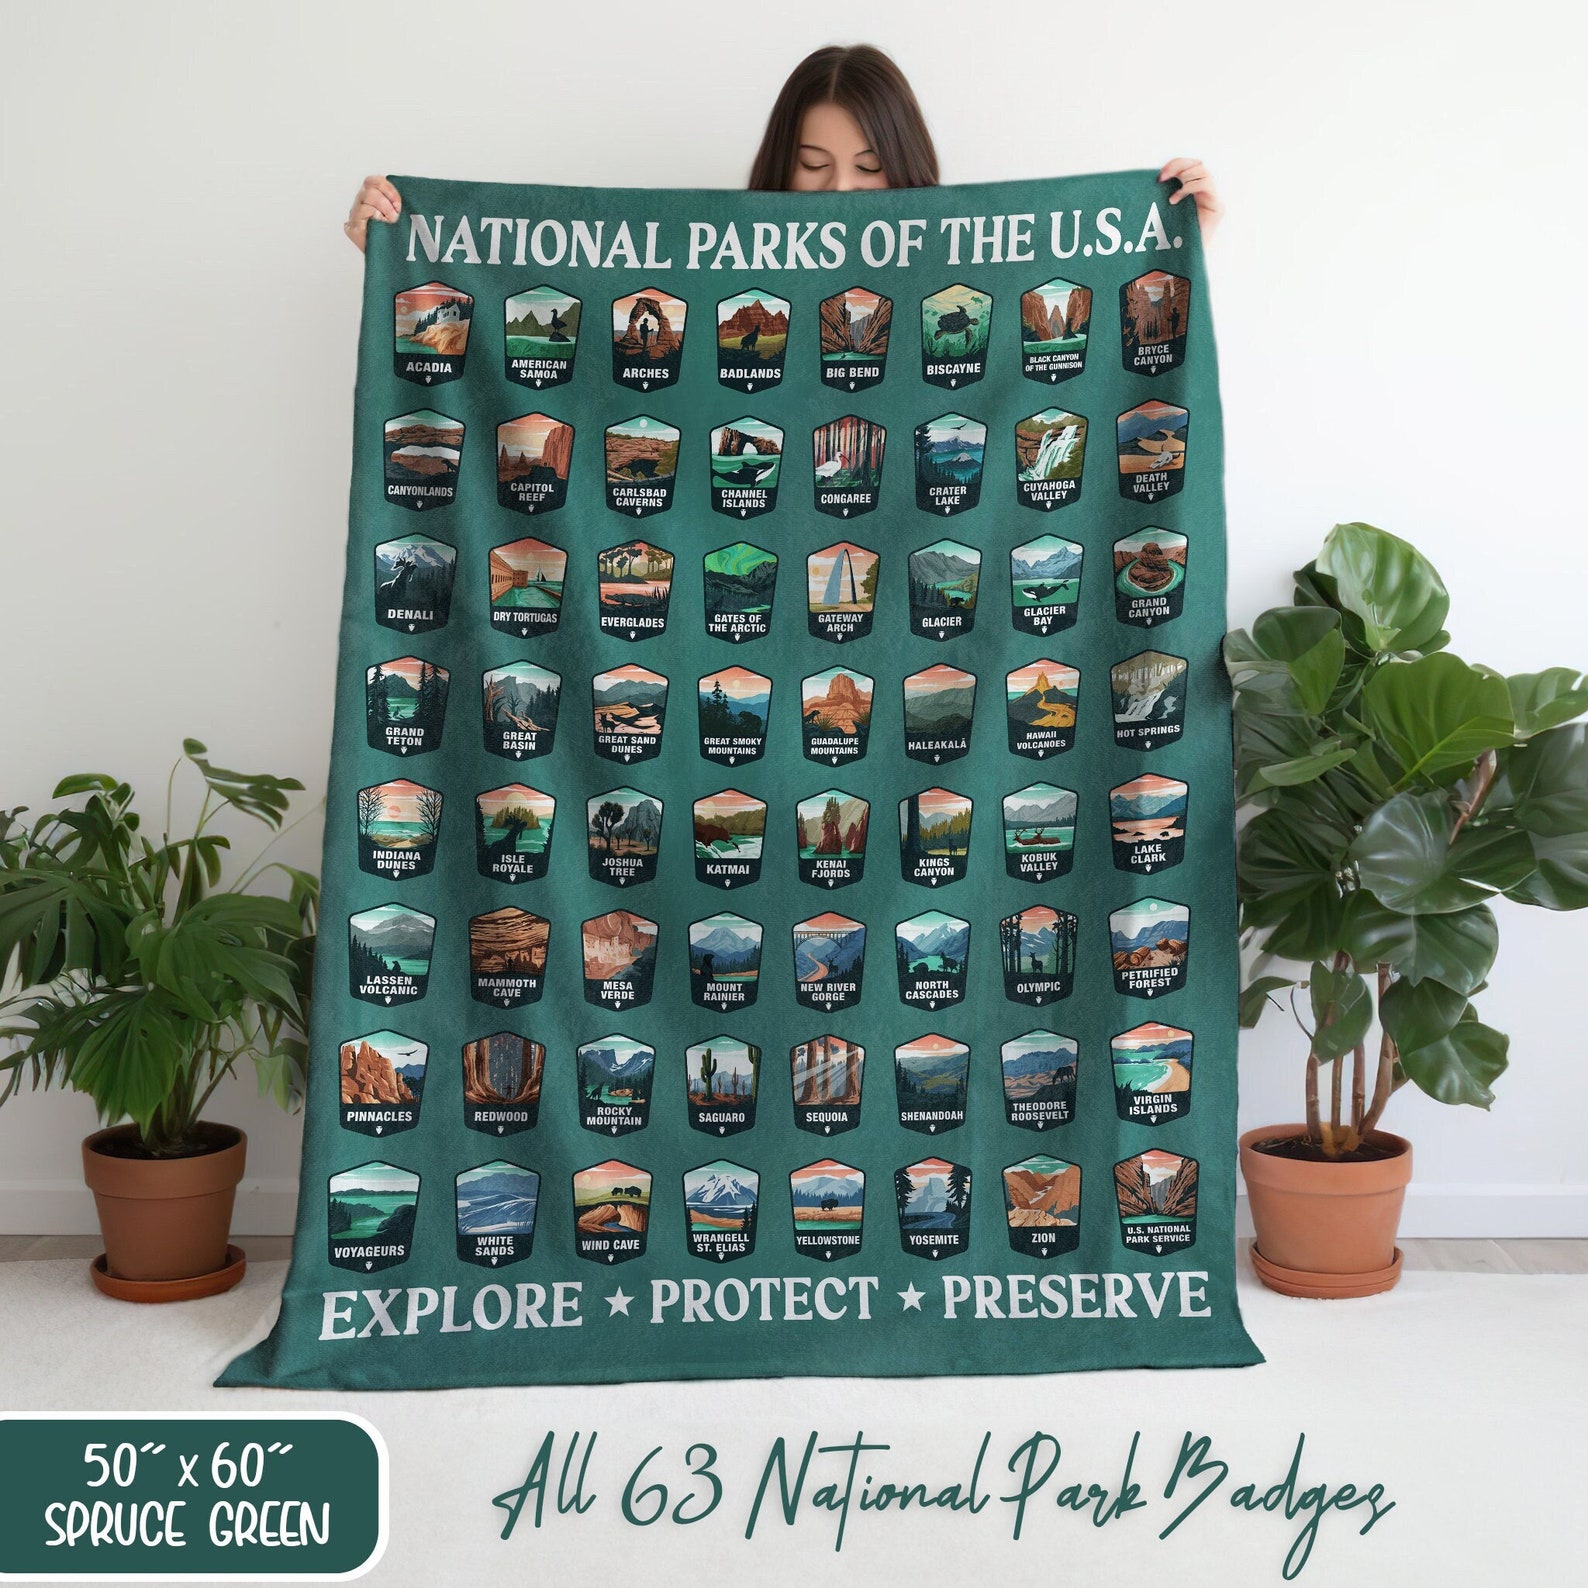 NATIONAL PARKS OF THE U.S.A.
ACADIA
AMERICAN
SAMOA
ARCHES
BADLANDS
BIG BEND
BISCAYNE
BLACK CANYON
OF THE GUNNISON
BRYCE
CANYON
CANYONLANDS
CAPITOL
REEF
CARLSBAD
CAVERNS
CHANNEL
ISLANDS
CONGAREE
CRATER
LAKE
CUYAHOGA
VALLEY
DEATH
VALLEY
DENALI
DRY TORTUGAS
EVERGLADES
GATES OF
THE ARCTIC
GATEWAY
ARCH
GLACIER
GLACIER
BAY
GRAND
CANYON
GRAND
TETON
GREAT
BASIN
GREAT SAND
DUNES
GREAT SMOKY
MOUNTAINS
GUADALUPE
MOUNTAINS
HALEAKALĀ
HAWAII
VOLCANOES
HOT SPRINGS
INDIANA
DUNES
ISLE
ROYALE
JOSHUA
TREE
KATMAI
KENAI
FJORDS
KINGS
CANYON
KOBUK
VALLEY
LAKE
CLARK
LASSEN
VOLCANIC
MAMMOTH
CAVE
MESA
VERDE
MOUNT
RAINIER
NEW RIVER
GORGE
NORTH
CASCADES
OLYMPIC
PETRIFIED
FOREST
PINNACLES
REDWOOD
ROCKY
MOUNTAIN
SAGUARO
SEQUOIA
SHENANDOAH
THEODORE
ROOSEVELT
VIRGIN
ISLANDS
VOYAGEURS
WHITE
SANDS
WIND CAVE
WRANGELL
ST. ELIAS
YELLOWSTONE
YOSEMITE
ZION
U.S. NATIONAL
PARK SERVICE
EXPLORE ★ PROTECT ★ PRESERVE
50˝ x 60˝
SPRUCE GREEN
All 63 National Park Badges